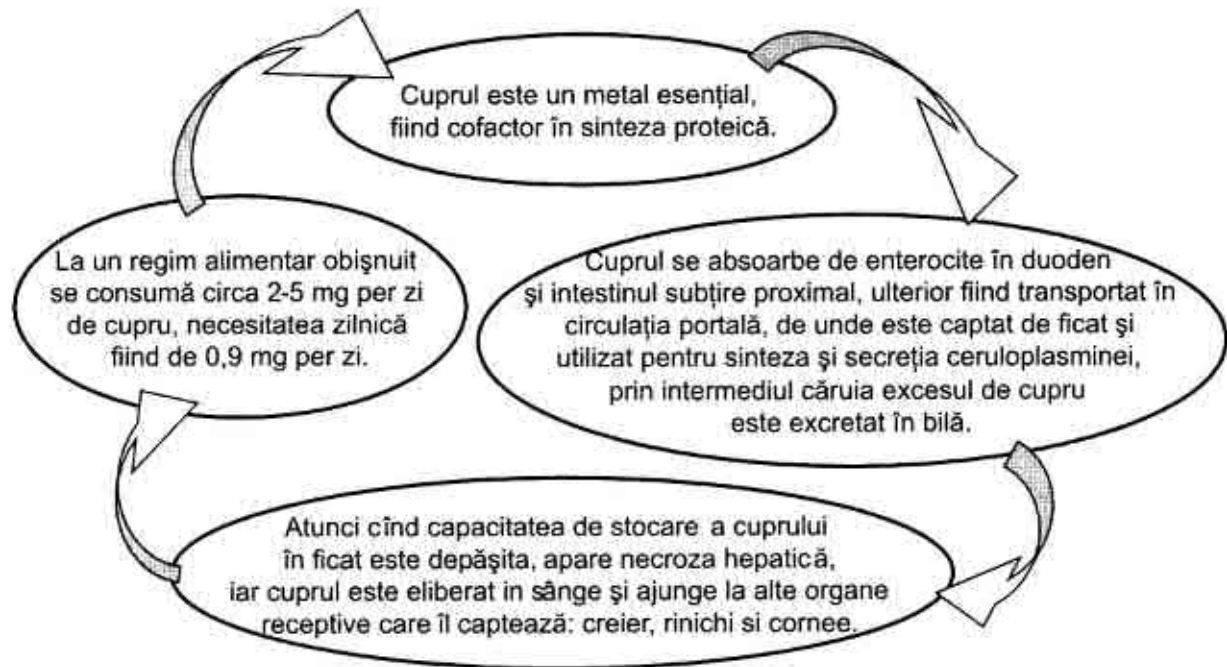 Cuprul este un metal esențial,
fiind cofactor în sinteza proteică.
La un regim alimentar obişnuit
se consumă circa 2-5 mg per zi
de cupru, necesitatea zilnică
fiind de 0,9 mg per zi.
Cuprul se absoarbe de enterocite în duoden
şi intestinul subțire proximal, ulterior fiind transportat în
circulația portală, de unde este captat de ficat şi
utilizat pentru sinteza şi secreția ceruloplasminei,
prin intermediul căruia excesul de cupru
este excretat în bilă.
Atunci cînd capacitatea de stocare a cuprului
în ficat este depăşita, apare necroza hepatică,
iar cuprul este eliberat in sânge şi ajunge la alte organe
receptive care îl captează: creier, rinichi si cornee.